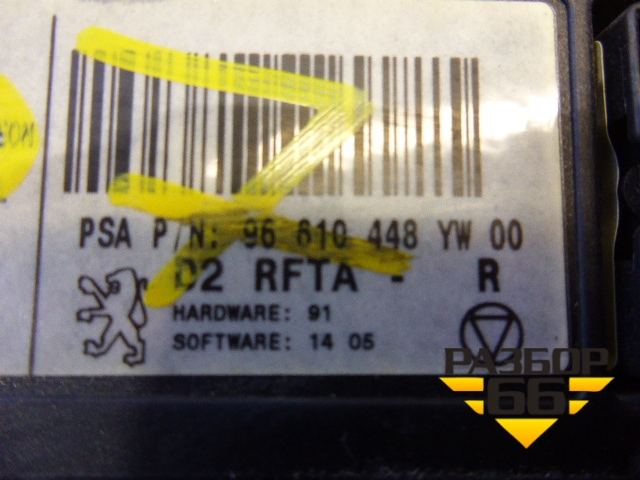 PSA P/N: 96 610 448 YW 00
D2 RFTA - R
HARDWARE: 91
SOFTWARE: 14 05
РАЗБОР
66